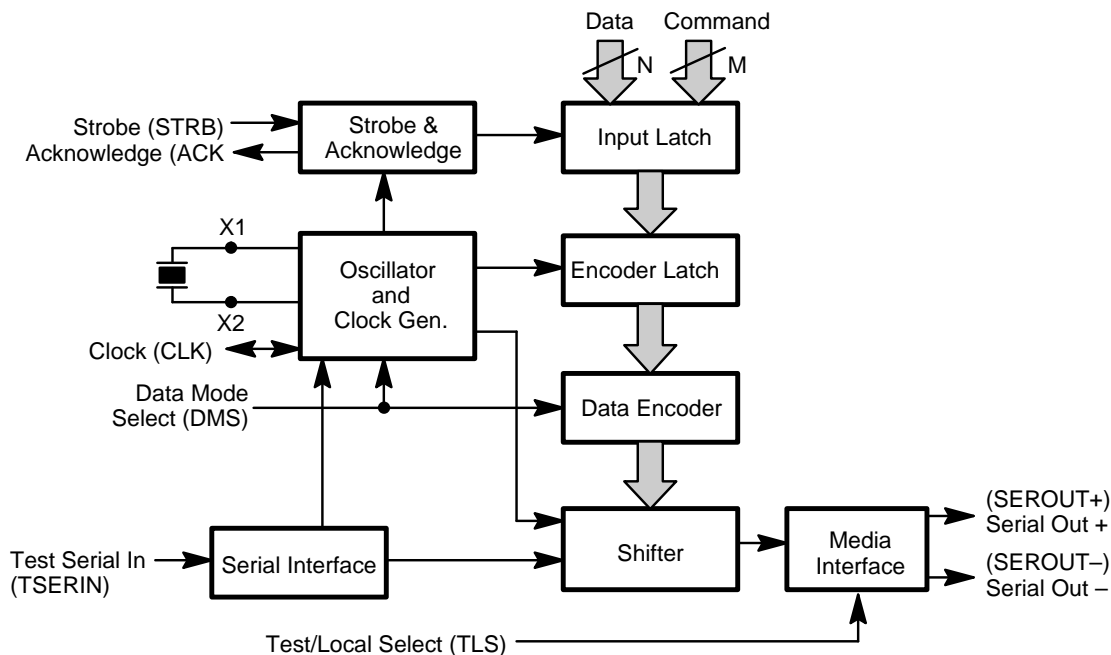 Data
Command
N
M
Strobe (STRB)
Acknowledge (ACK
Strobe &
Acknowledge
Input Latch
X1
X2
Oscillator
and
Clock Gen.
Encoder Latch
Clock (CLK)
Data Mode
Select (DMS)
Data Encoder
Test Serial In
(TSERIN)
Serial Interface
Shifter
Media
Interface
(SEROUT+)
Serial Out +
(SEROUT–)
Serial Out –
Test/Local Select (TLS)